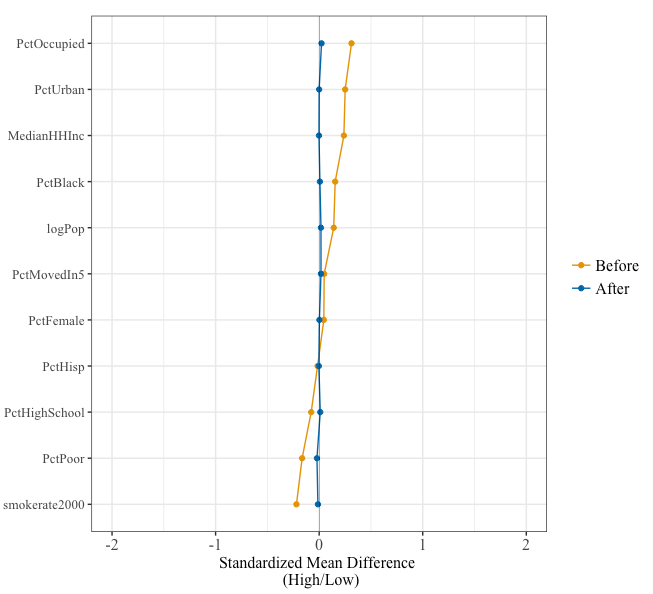 PctOccupied
PctUrban
MedianHHInc
PctBlack
logPop
PctMovedIn5
PctFemale
PctHisp
PctHighSchool
PctPoor
smokerate2000
-2 -1 0 1 2
Standardized Mean Difference
(High/Low)
Before
After